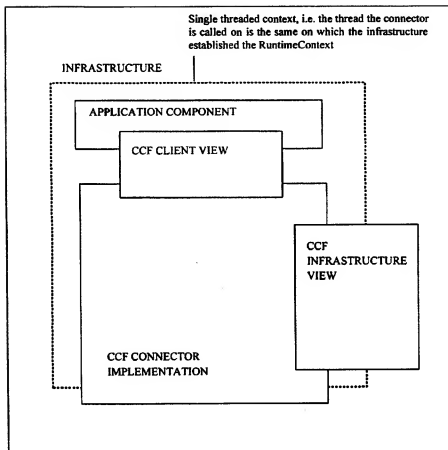 Single threaded context, i.e. the thread the connector
is called on is the same on which the infrastructure
established the RuntimeContext
INFRASTRUCTURE
APPLICATION COMPONENT
CCF CLIENT VIEW
CCF
INFRASTRUCTURE
VIEW
CCF CONNECTOR
IMPLEMENTATION